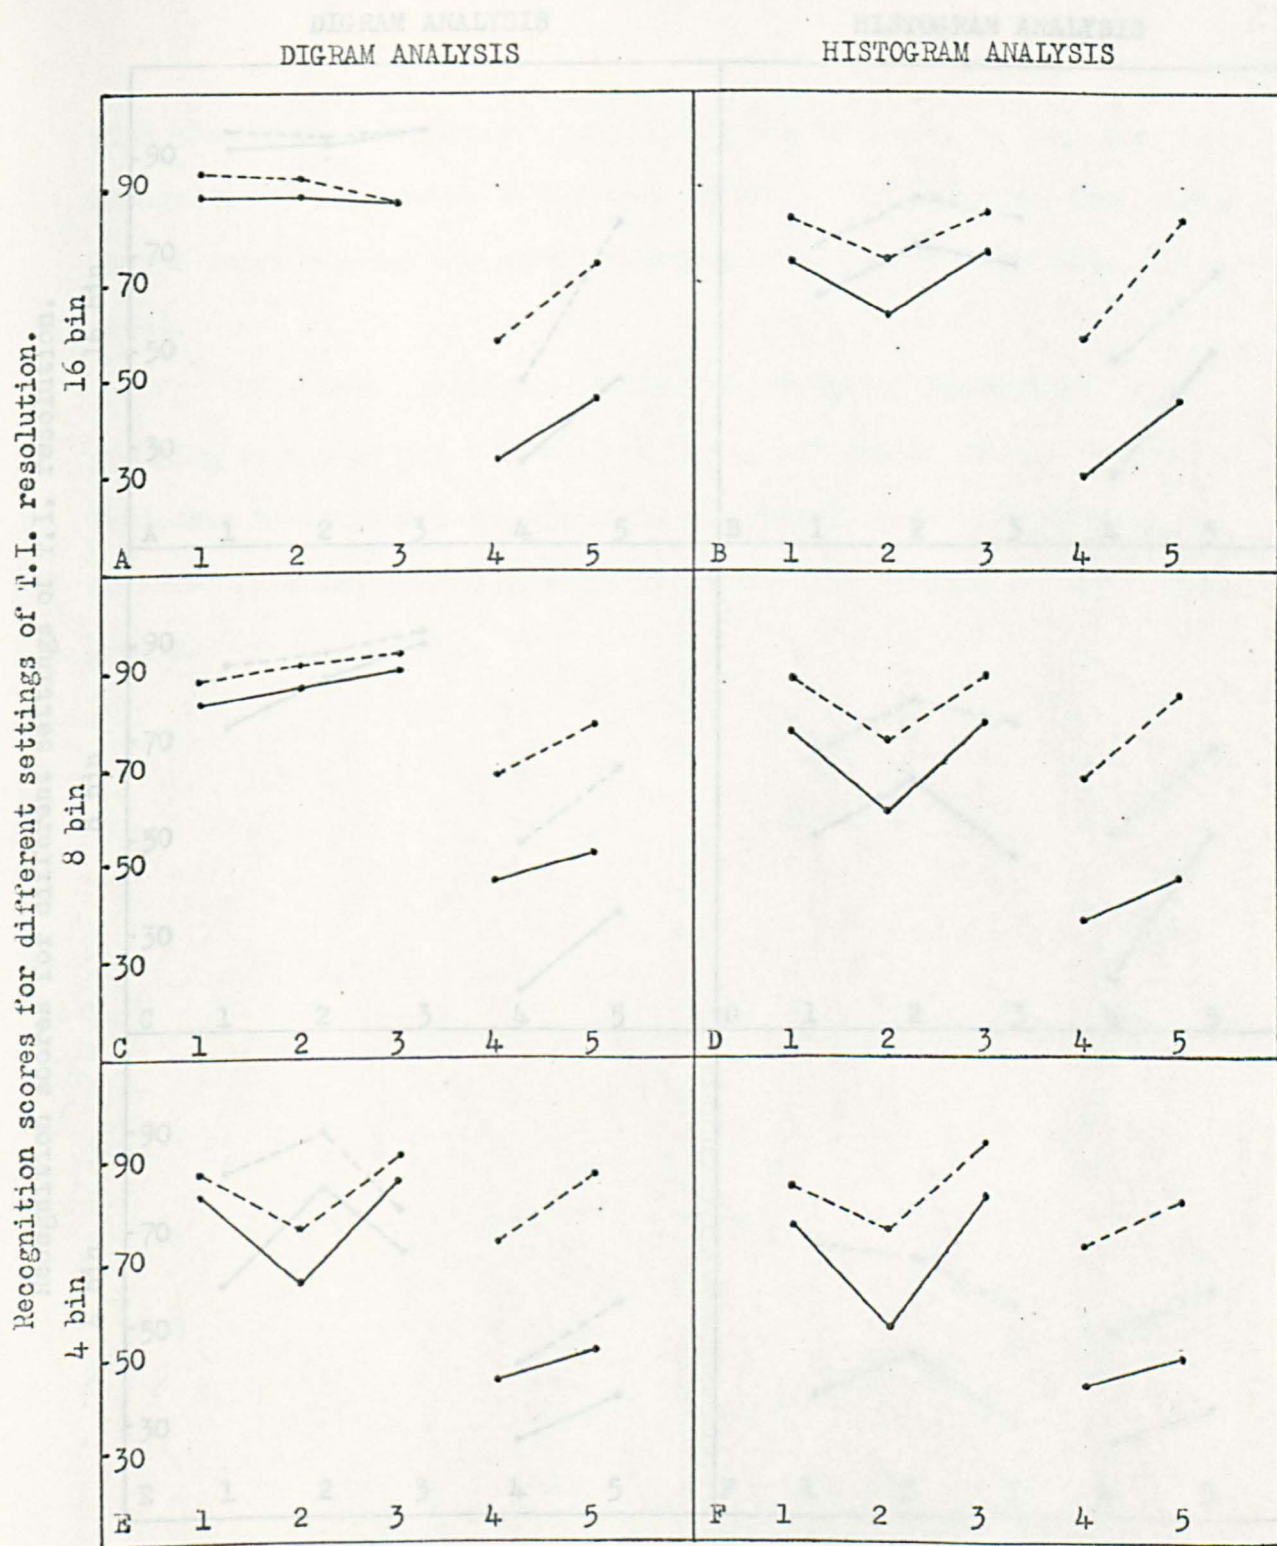 DIGRAM ANALYSIS
HISTOGRAM ANALYSIS
Recognition scores for different settings of T.I. resolution.
16 bin
90
70
50
30
A 1 2 3 4 5
B 1 2 3 4 5
8 bin
90
70
50
30
C 1 2 3 4 5
D 1 2 3 4 5
4 bin
90
70
50
30
E 1 2 3 4 5
F 1 2 3 4 5